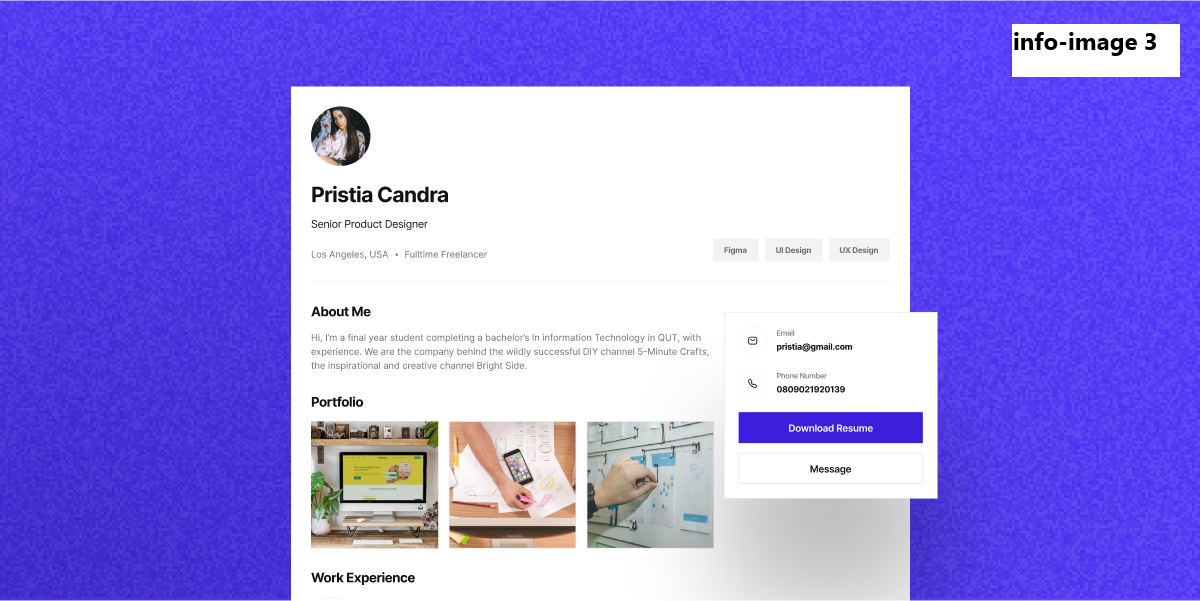 info-image 3
Pristia Candra
Senior Product Designer
Los Angeles, USA • Fulltime Freelancer
Figma
UI Design
UX Design
About Me
Hi, I'm a final year student completing a bachelor's In information Technology in QUT, with
experience. We are the company behind the wildly successful DIY channel 5-Minute Crafts,
the inspirational and creative channel Bright Side.
Email
pristia@gmail.com
Phone Number
0809021920139
Download Resume
Message
Portfolio
Work Experience